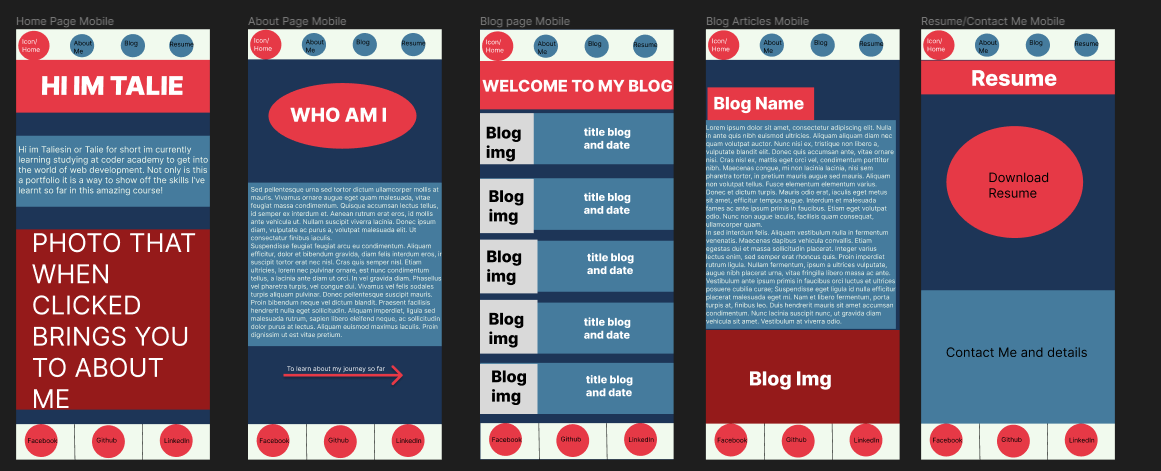 Home Page Mobile
Icon/
Home
About
Me
Blog
Resume
HI IM TALIE
Hi im Taliesin or Talie for short im currently
learning studying at coder academy to get into
the world of web development. Not only is this
a portfolio it is a way to show off the skills I've
learnt so far in this amazing course!
PHOTO THAT
WHEN
CLICKED
BRINGS YOU
TO ABOUT
ME
Facebook
Github
LinkedIn
About Page Mobile
Icon/
Home
About
Me
Blog
Resume
WHO AM I
Sed pellentesque urna sed tortor dictum ullamcorper mollis at
mauris. Vivamus ornare augue eget quam malesuada, vitae
feugiat massa condimentum. Quisque accumsan lectus tellus,
id semper ex interdum et. Aenean rutrum erat eros, id mollis
ante vehicula ut. Nullam suscipit viverra lacinia. Donec ipsum
diam, vulputate ac purus a, volutpat malesuada eros. Ut
consectetur finibus iaculis.
Suspendisse feugiat feugiat arcu eu condimentum. Aliquam
efficitur, dolor et bibendum gravida, diam felis interdum eros,
suscipit tortor erat nec nisl. Cras quis semper nisl. Etiam
ultricies, lorem nec pulvinar ornare, est nunc condimentum
tellus, a lacinia ante diam ut orci. In vel gravida diam. Phasellus
vel pharetra turpis, vel congue dui. Vivamus vel felis sodales
turpis aliquam pulvinar. Donec pellentesque suscipit mauris.
Proin bibendum neque vel dictum blandit. Praesent facilisis
hendrerit nulla eget sollicitudin. Aliquam imperdiet, ligula sed
malesuada rutrum, sapien libero eleifend neque, ac sollicitudin
dolor purus at lectus. Aliquam euismod maximus iaculis. Proin
dignissim ut est vitae pretium.
To learn about my journey so far
Facebook
Github
LinkedIn
Blog page Mobile
Icon/
Home
About
Me
Blog
Resume
WELCOME TO MY BLOG
Blog
img
title blog
and date
Blog
img
title blog
and date
Blog
img
title blog
and date
Blog
img
title blog
and date
Blog
img
title blog
and date
Facebook
Github
LinkedIn
Blog Articles Mobile
Icon/
Home
About
Me
Blog
Resume
Blog Name
Lorem ipsum dolor sit amet, consectetur adipiscing elit. Nulla
in ante quis nibh euismod ultricies. Aliquam aliquam diam nec
quam auctor. Nunc nisi ex, tristique non libero a,
vulputate blandit elit. Donec quis accumsan ante, vitae ornare
nisi. Cras nisl ex, mattis eget orci vel, condimentum porttitor
nibh. Maecenas congue, mi non lacinia lacinia, nisi sem
pharetra tortor, in pretium mauris augue sed mauris. Aliquam
non volutpat tellus. Fusce elementum elementum varius.
Donec et dictum turpis. Mauris odio erat, iaculis eget metus
sit amet, efficitur tempus augue. Interdum et malesuada
fames ac ante ipsum primis in faucibus. Etiam eget volutpat
odio. Nunc non augue iaculis, facilisis quam consequat,
ullamcorper quam.
In sed interdum felis. Aliquam vestibulum nulla in fermentum
venenatis. Maecenas dapibus vehicula convallis. Etiam
egestas dui et massa sollicitudin placerat. Integer varius
lectus enim, sed semper erat rhoncus quis. Proin imperdiet
rutrum ligula. Nullam fermentum, ipsum a ultrices vulputate,
augue nibh placerat urna, vitae fringilla libero massa ac ante.
Vestibulum ante ipsum primis in faucibus orci luctus et ultrices
posuere cubilia curae; Suspendisse eget ligula id nulla efficitur
placerat malesuada eget mi. Nam et libero fermentum, porta
turpis at, finibus leo. Duis hendrerit mauris sit amet accumsan
condimentum. Nunc lacinia suscipit nunc, ut gravida diam
vehicula sit amet. Vestibulum at viverra odio.
Blog Img
Facebook
Github
LinkedIn
Resume/Contact Me Mobile
Icon/
Home
About
Me
Blog
Resume
Resume
Download
Resume
Contact Me and details
Facebook
Github
LinkedIn